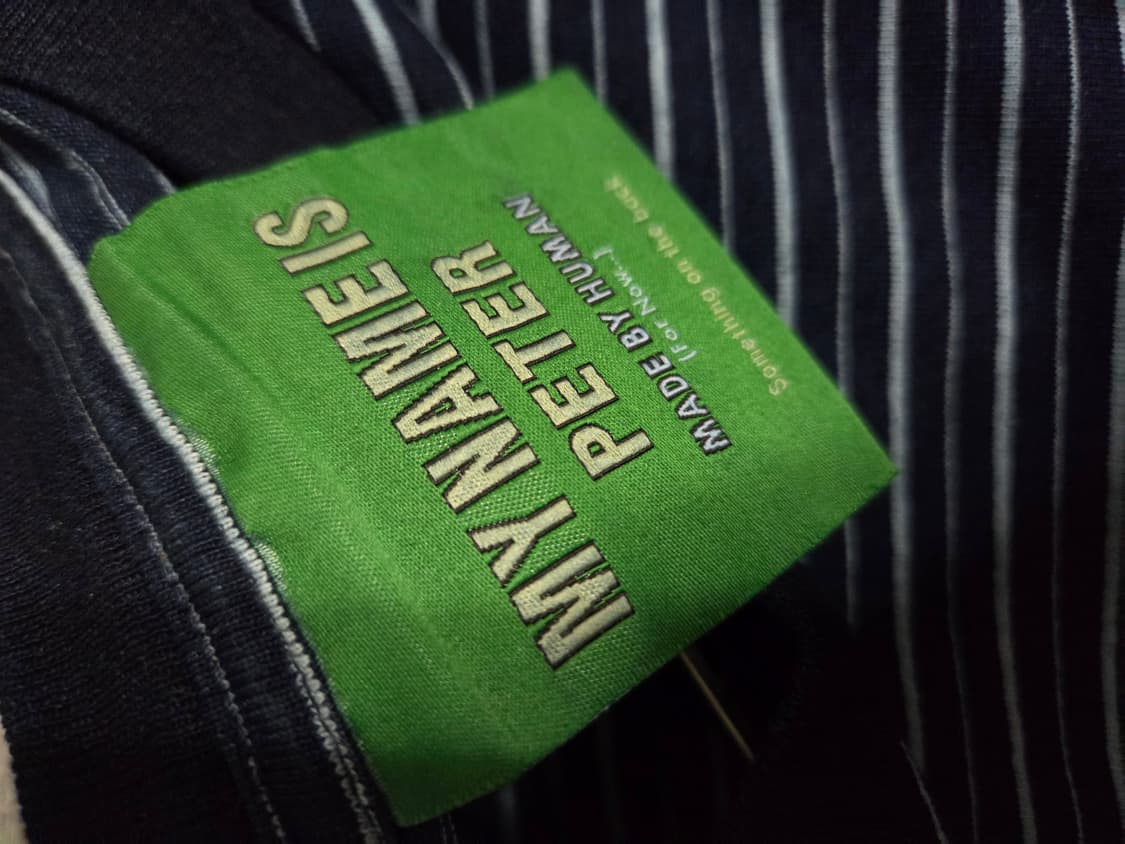 MY NAME IS
PETER
MADE BY HUMAN
(For Now..)
Something on the back